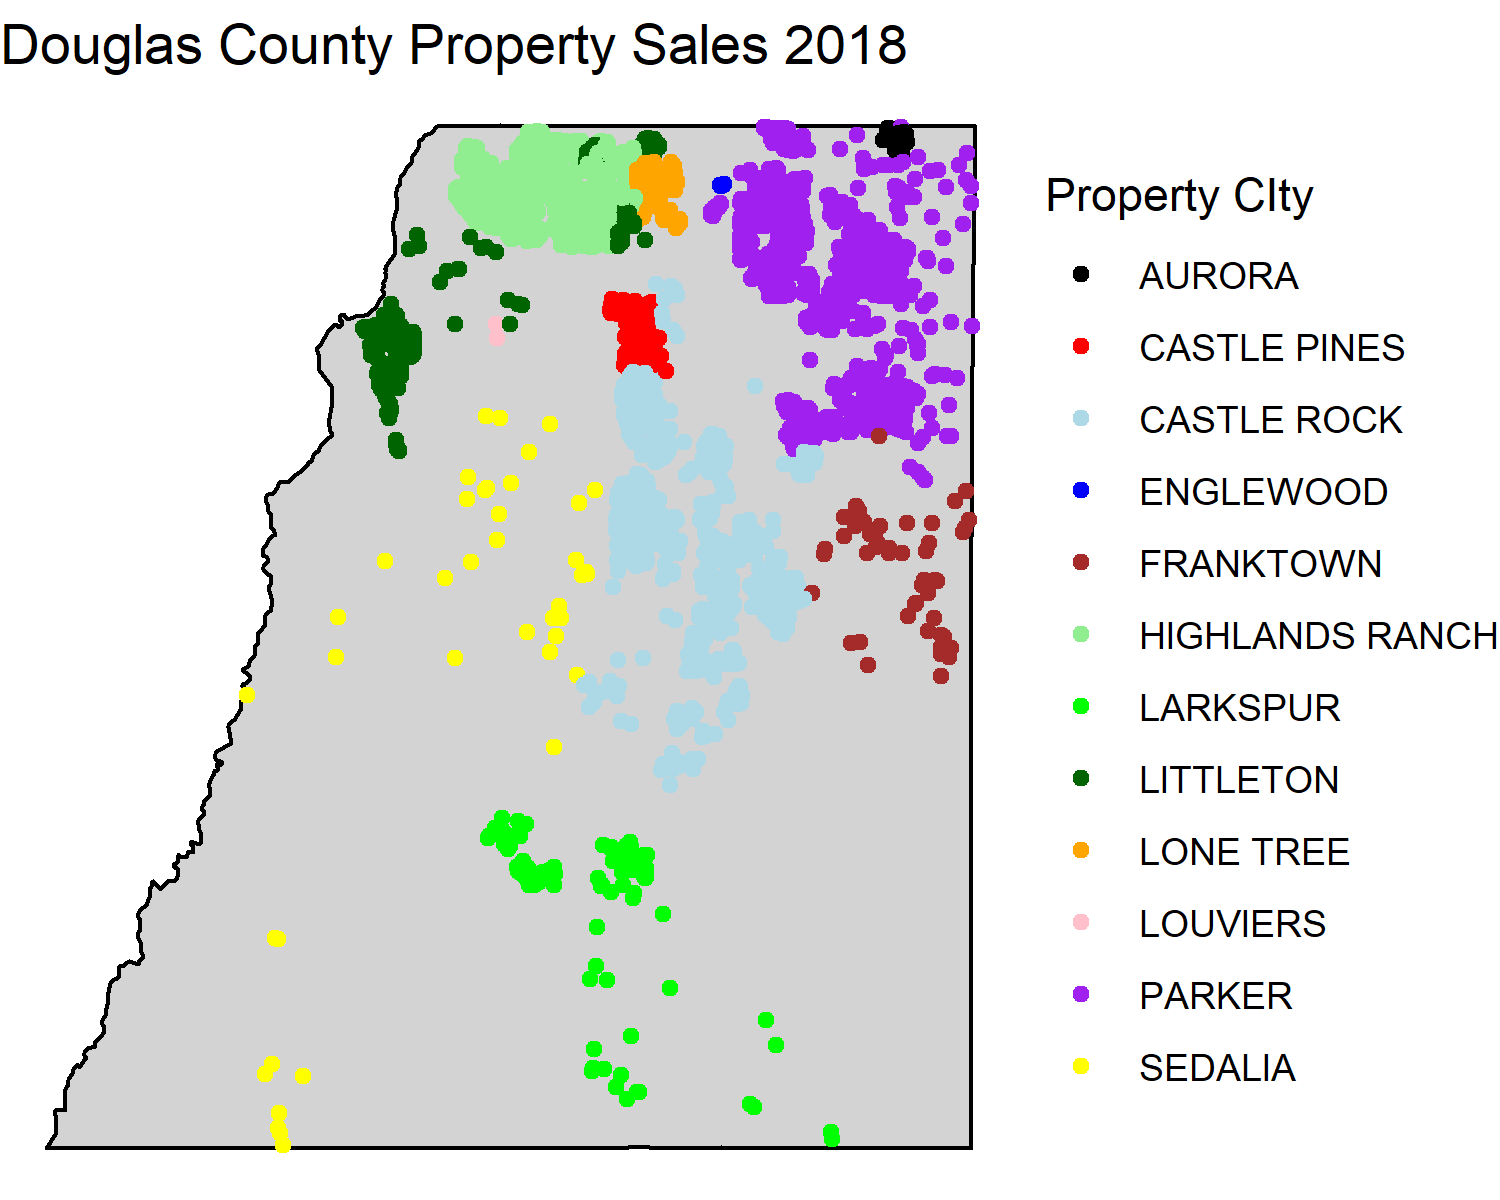 Douglas County Property Sales 2018
Property CIty
AURORA
CASTLE PINES
CASTLE ROCK
ENGLEWOOD
FRANKTOWN
HIGHLANDS RANCH
LARKSPUR
LITTLETON
LONE TREE
LOUVIERS
PARKER
SEDALIA